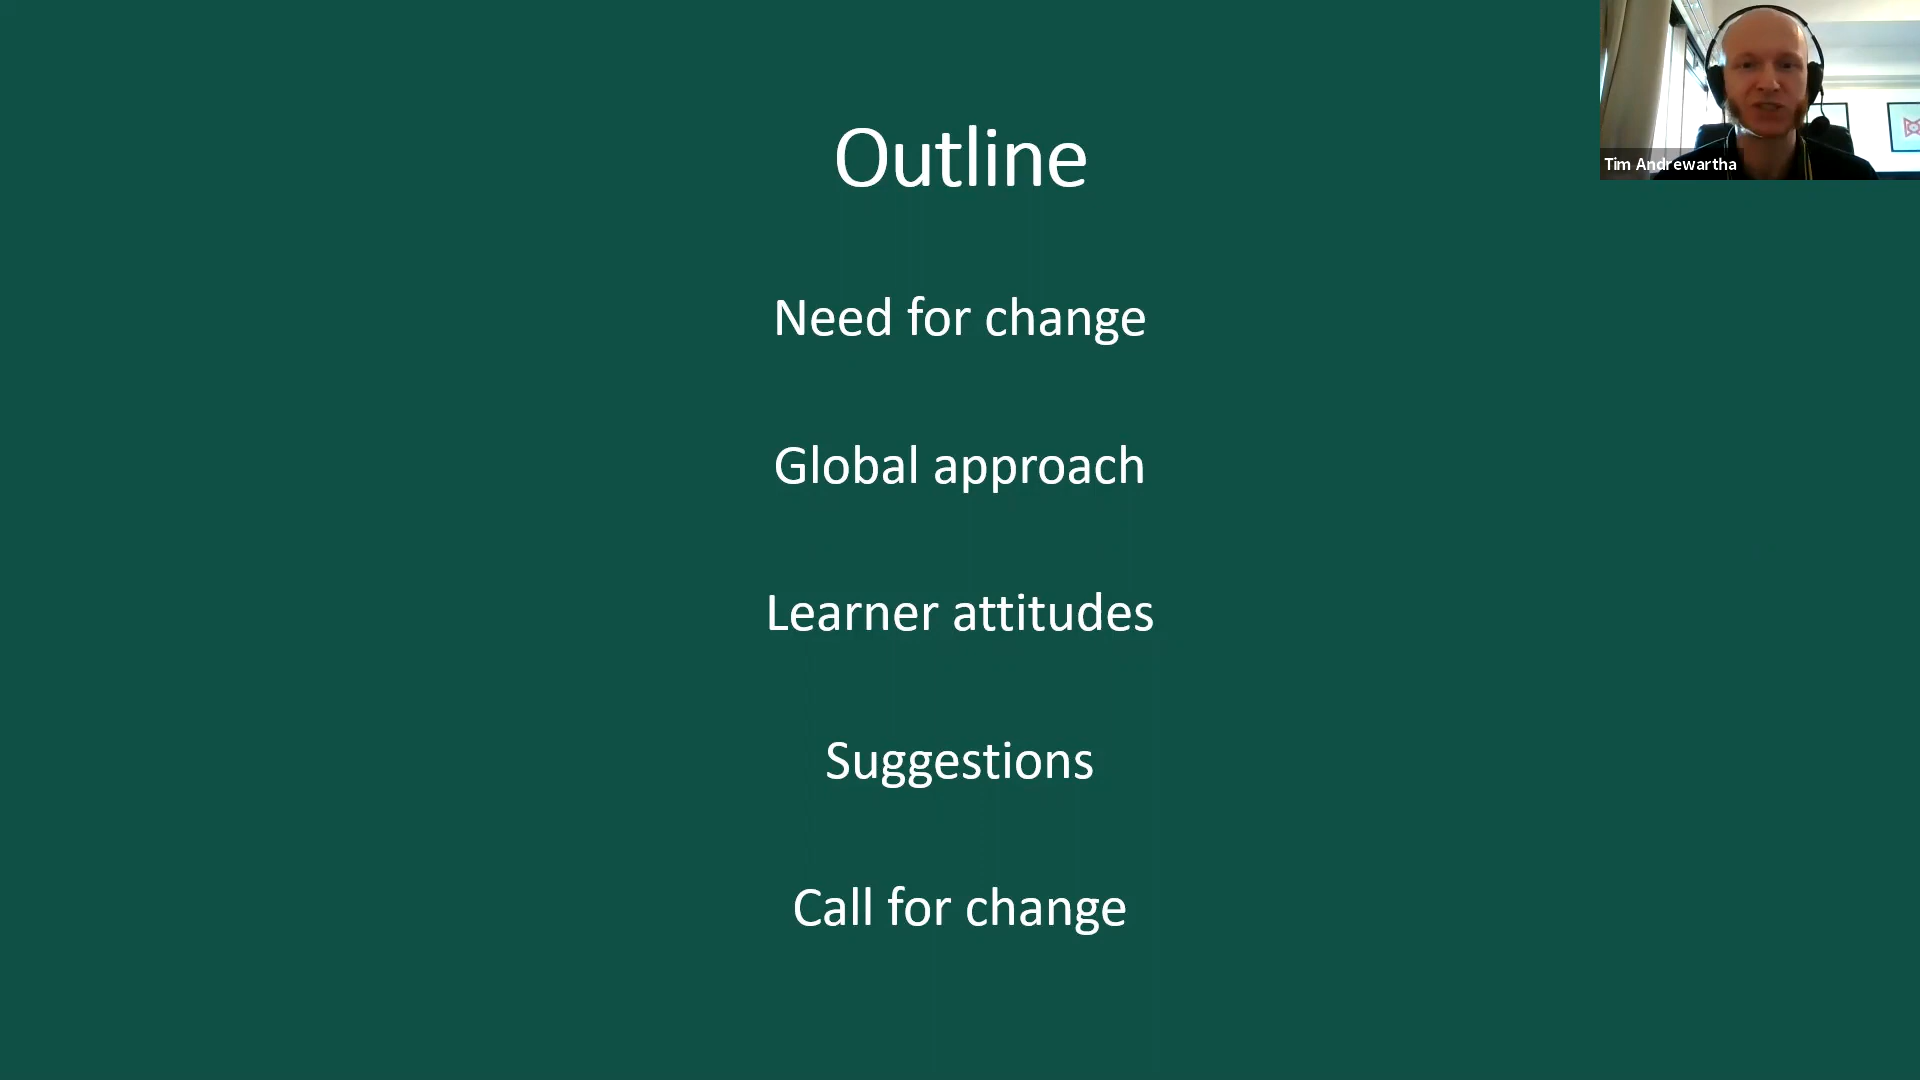 Outline
Tim Andrewartha
Need for change
Global approach
Learner attitudes
Suggestions
Call for change